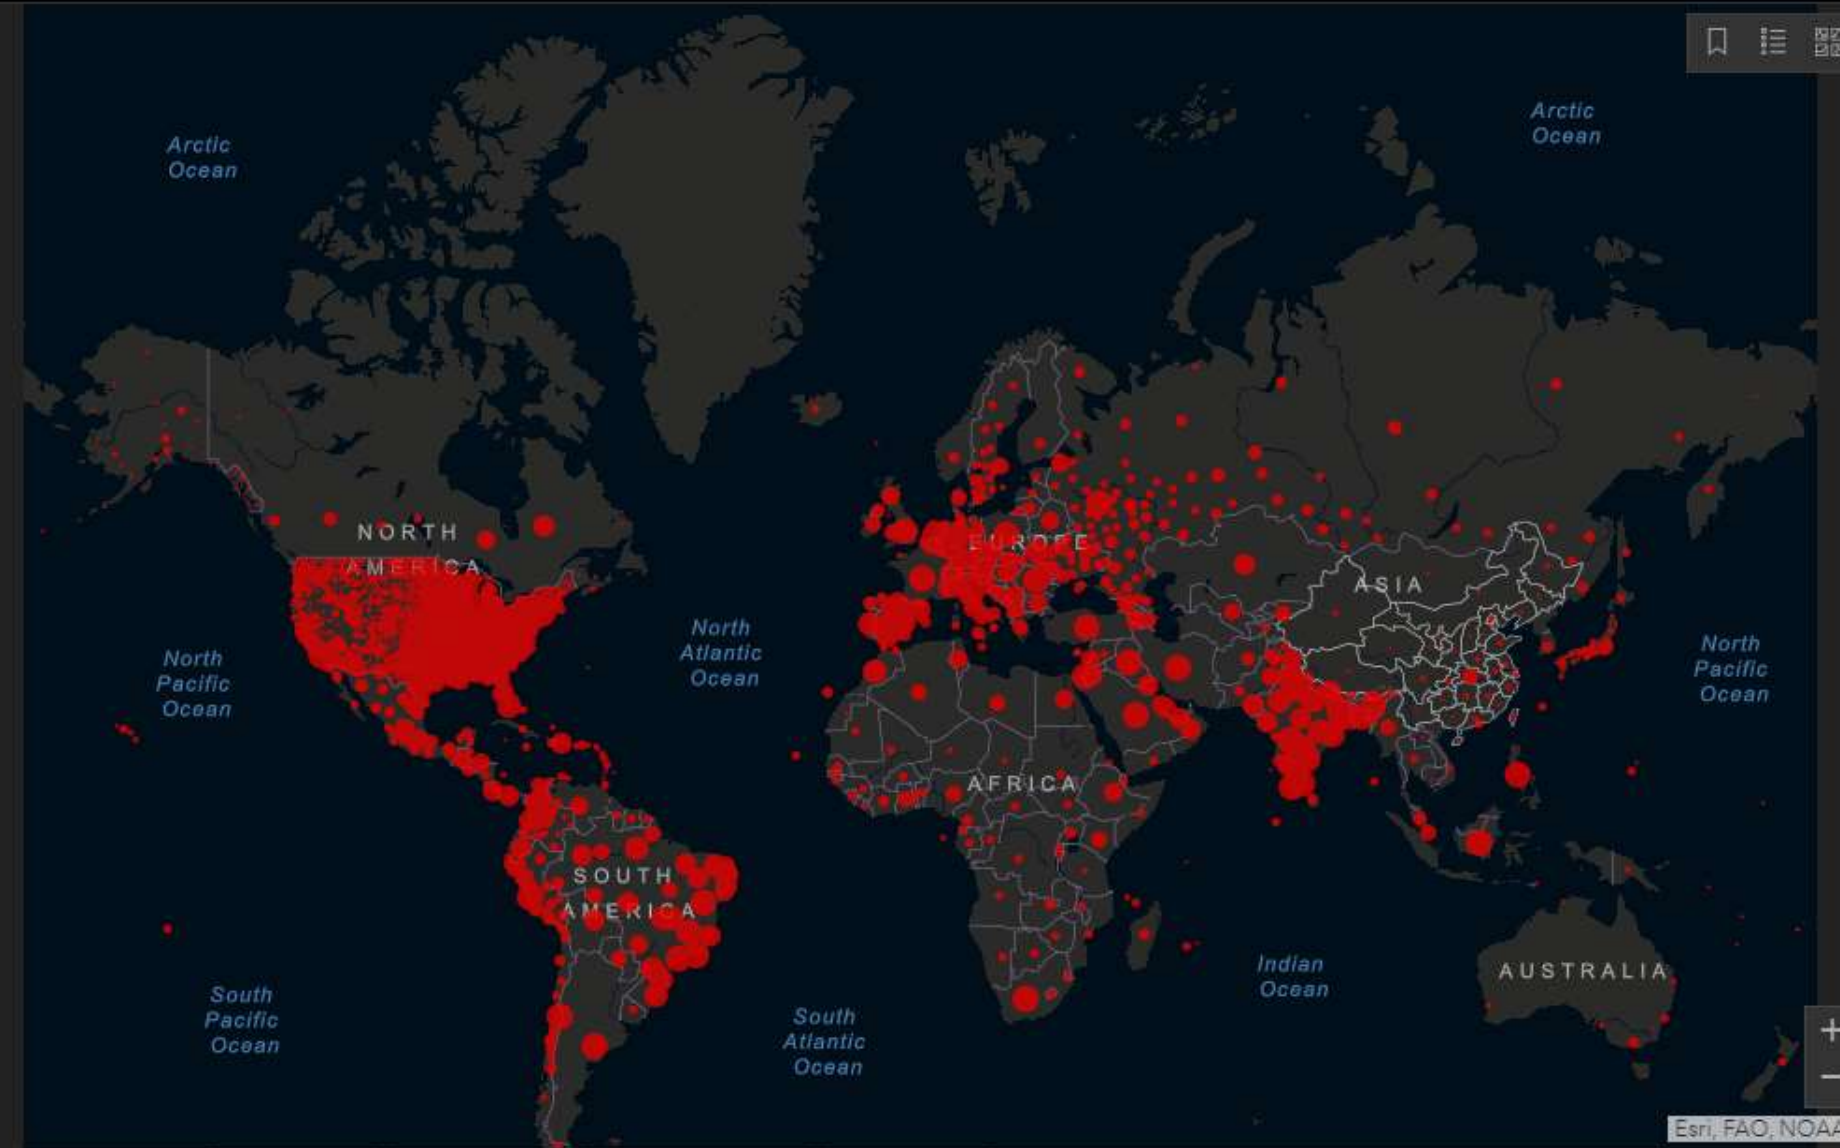 Arctic
Ocean
Arctic
Ocean
NORTH
AMERICA
EUROPE
ASIA
North
Pacific
Ocean
North
Atlantic
Ocean
North
Pacific
Ocean
AFRICA
SOUTH
AMERICA
Indian
Ocean
AUSTRALIA
South
Pacific
Ocean
South
Atlantic
Ocean
+
−
Esri, FAO, NOAA